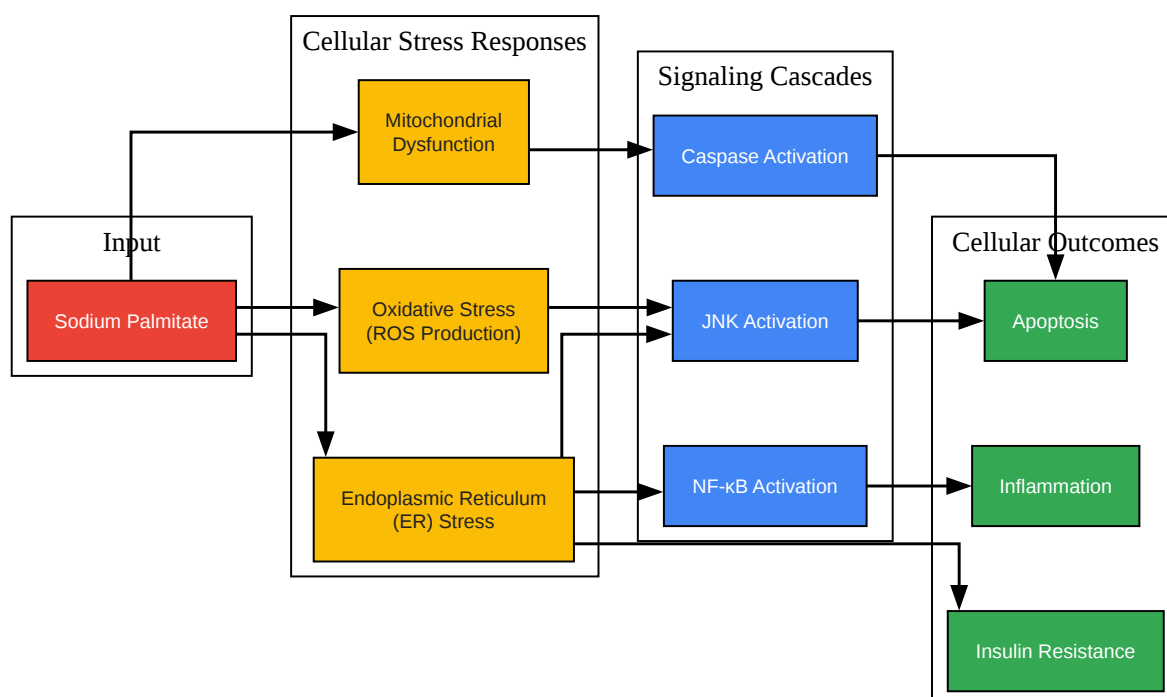 Cellular Stress Responses
Signaling Cascades
Mitochondrial
Dysfunction
Caspase Activation
Input
Cellular Outcomes
Sodium Palmitate
Oxidative Stress
(ROS Production)
JNK Activation
Apoptosis
Endoplasmic Reticulum
(ER) Stress
NF-κB Activation
Inflammation
Insulin Resistance